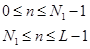 0 ≤ n ≤ N₁ − 1
N₁ ≤ n ≤ L − 1